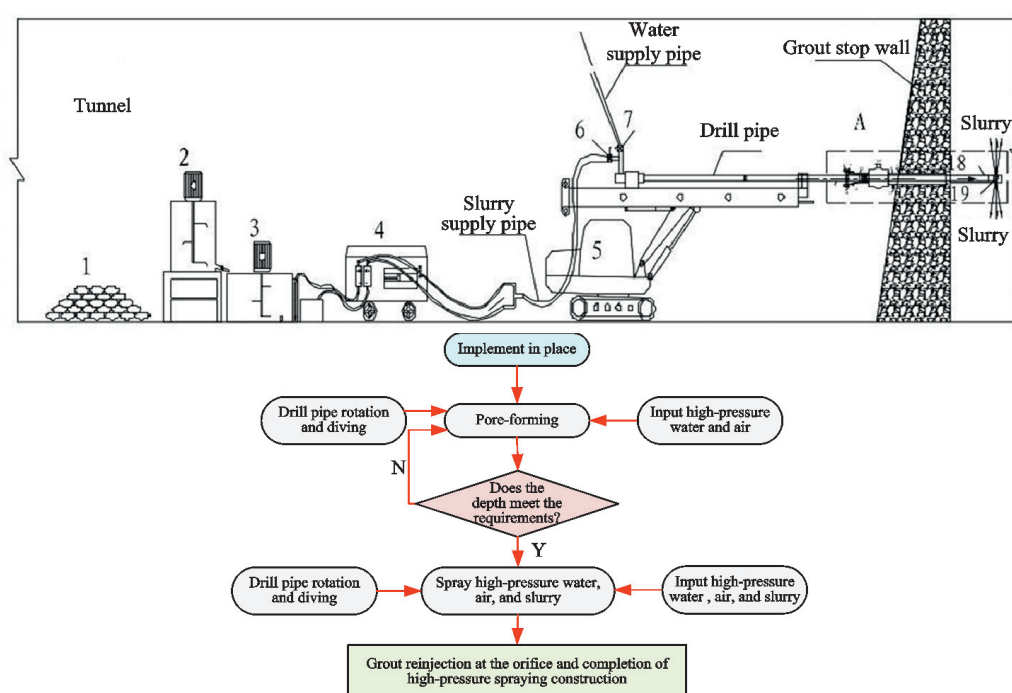 Water
supply pipe
Grout stop wall
Tunnel
2
6
7
Drill pipe
A
Slurry
18
19
Slurry
Slurry
supply pipe
1
3
4
5
Implement in place
Drill pipe rotation
and diving
Pore-forming
Input high-pressure
water and air
N
Does the
depth meet the
requirements?
Y
Drill pipe rotation
and diving
Spray high-pressure water,
air, and slurry
Input high-pressure
water , air, and slurry
Grout reinjection at the orifice and completion of
high-pressure spraying construction